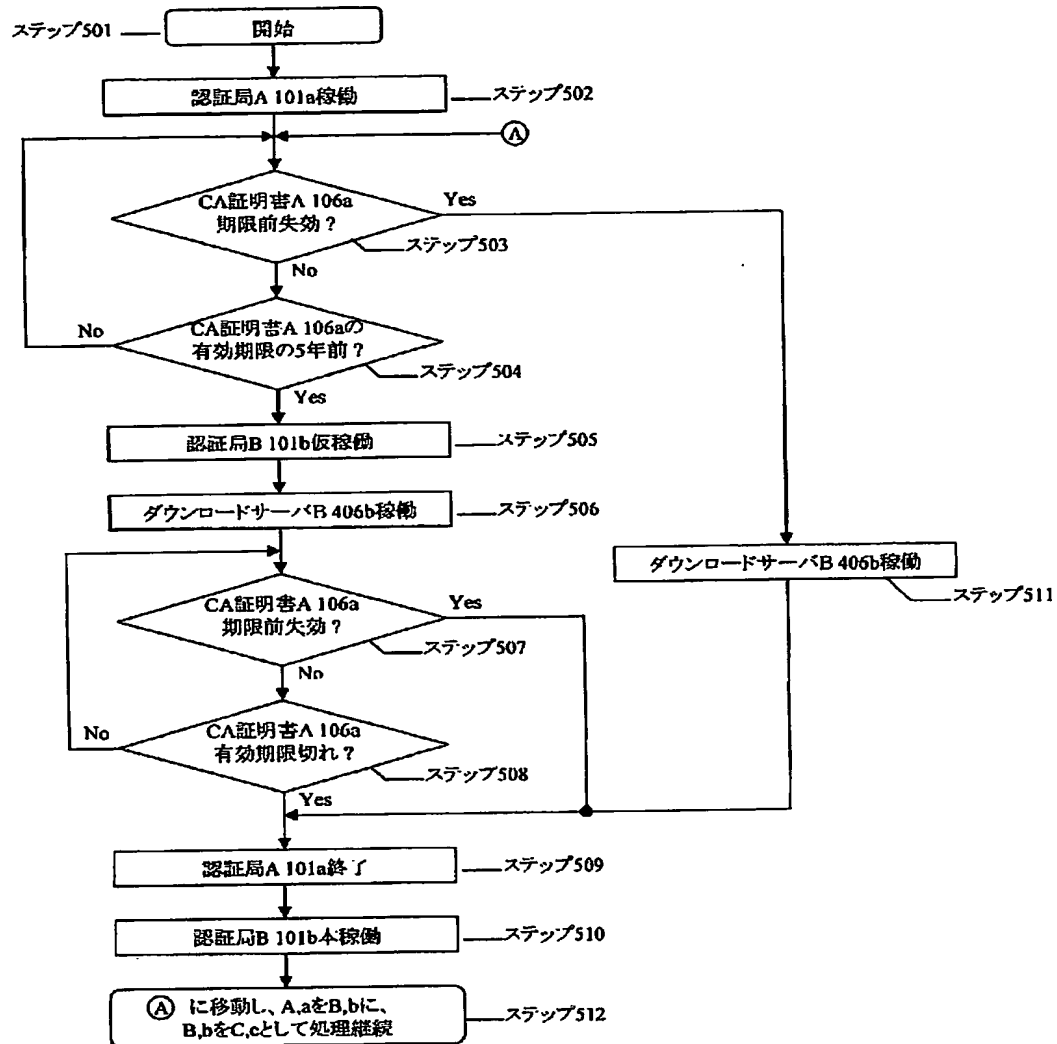 ステップ501
開始
認証局A 101a稼働
ステップ502
A
CA証明書A 106a
期限前失効？
Yes
ステップ503
No
CA証明書A 106aの
有効期限の5年前？
No
ステップ504
Yes
認証局B 101b仮稼働
ステップ505
ダウンロードサーバB 406b稼働
ステップ506
ダウンロードサーバB 406b稼働
ステップ511
CA証明書A 106a
期限前失効？
Yes
ステップ507
No
CA証明書A 106a
有効期限切れ？
No
ステップ508
Yes
認証局A 101a終了
ステップ509
認証局B 101b本稼働
ステップ510
Ⓐ に移動し、A,aをB,bに、
B,bをC,cとして処理継続
ステップ512